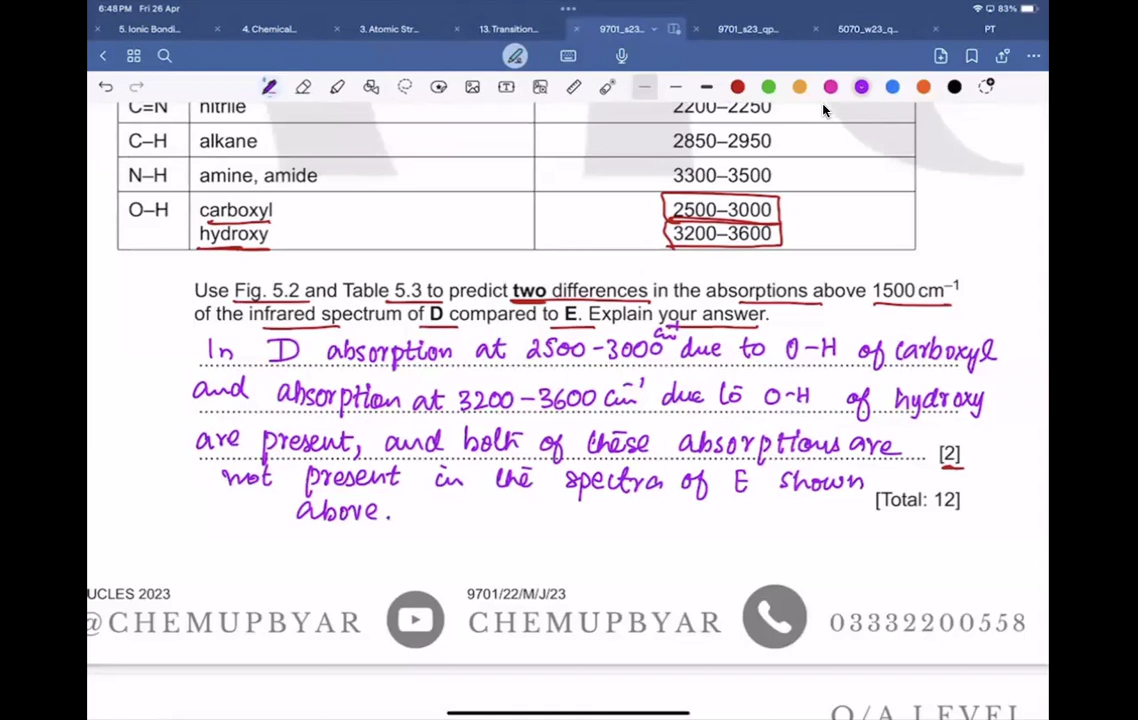 6:48 PM Fri 26 Apr
83%
5. Ionic Bondi... 4. Chemical... 3. Atomic Str... 13. Transition... 9701_s23... 9701_s23_qp... 5070_w23_q... PT
C≡N nitrile 2200–2250
C–H alkane 2850–2950
N–H amine, amide 3300–3500
O–H carboxyl 2500–3000
hydroxy 3200–3600
Use Fig. 5.2 and Table 5.3 to predict two differences in the absorptions above 1500 cm⁻¹
of the infrared spectrum of D compared to E. Explain your answer.
In D absorption at 2500-3000cm⁻¹ due to O-H of carboxyl
and absorption at 3200-3600 cm⁻¹ due to O-H of hydroxy
are present, and both of these absorptions are
[2]
not present in the spectra of E shown
[Total: 12]
above.
UCLES 2023 9701/22/M/J/23
@CHEMUPBYAR CHEMUPBYAR 03332200558
O/A LEVEL